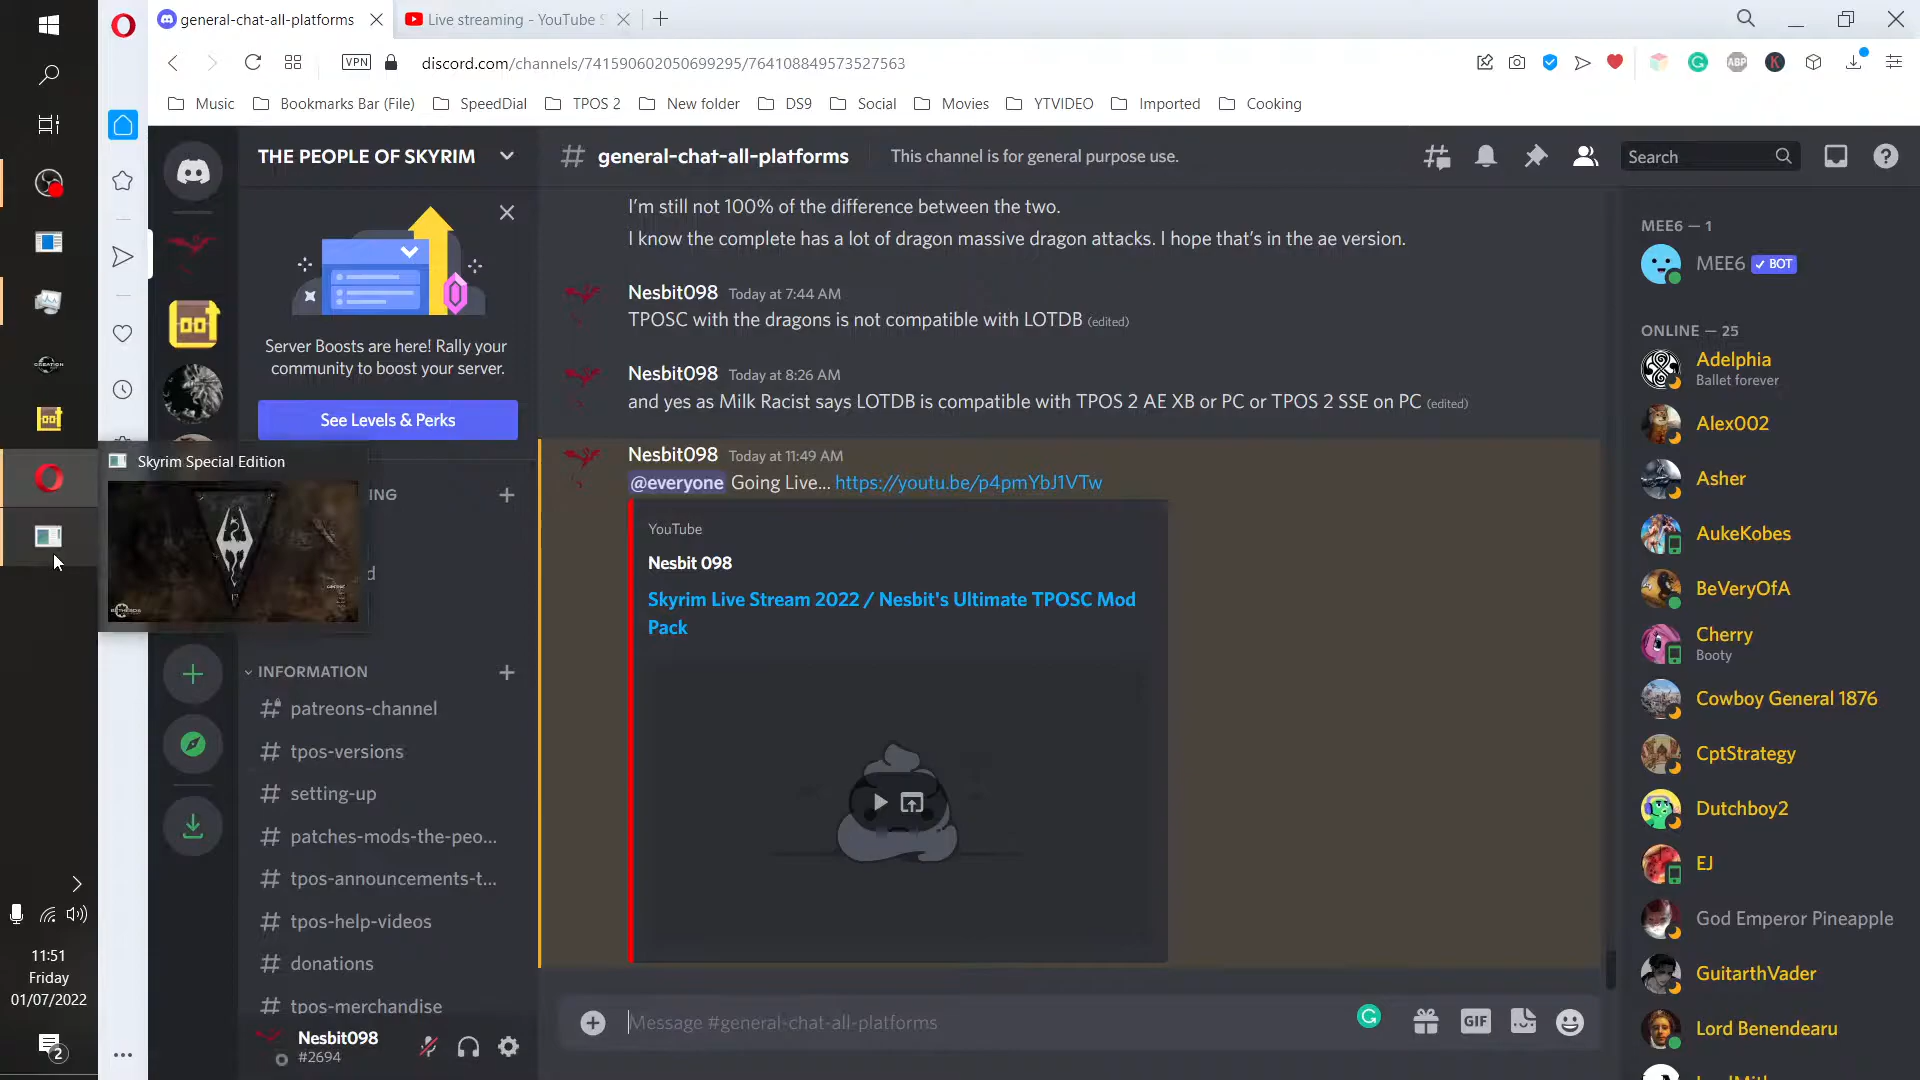 general-chat-all-platforms
Live streaming - YouTube S
VPN
discord.com/channels/741590602050699295/764108849573527563
ABP
K
Music
Bookmarks Bar (File)
SpeedDial
TPOS 2
New folder
DS9
Social
Movies
YTVIDEO
Imported
Cooking
THE PEOPLE OF SKYRIM
general-chat-all-platforms
This channel is for general purpose use.
Search
Server Boosts are here! Rally your
community to boost your server.
See Levels & Perks
Skyrim Special Edition
BETHESDA
ING
d
INFORMATION
patreons-channel
tpos-versions
setting-up
patches-mods-the-peo...
tpos-announcements-t...
tpos-help-videos
donations
tpos-merchandise
Nesbit098
#2694
I'm still not 100% of the difference between the two.
I know the complete has a lot of dragon massive dragon attacks. I hope that's in the ae version.
Nesbit098 Today at 7:44 AM
TPOSC with the dragons is not compatible with LOTDB (edited)
Nesbit098 Today at 8:26 AM
and yes as Milk Racist says LOTDB is compatible with TPOS 2 AE XB or PC or TPOS 2 SSE on PC (edited)
Nesbit098 Today at 11:49 AM
@everyone Going Live... https://youtu.be/p4pmYbJ1VTw
YouTube
Nesbit 098
Skyrim Live Stream 2022 / Nesbit's Ultimate TPOSC Mod
Pack
Message #general-chat-all-platforms
GIF
MEE6 — 1
MEE6 BOT
ONLINE — 25
Adelphia
Ballet forever
Alex002
Asher
AukeKobes
BeVeryOfA
Cherry
Booty
Cowboy General 1876
CptStrategy
Dutchboy2
EJ
God Emperor Pineapple
GuitarthVader
Lord Benendearu
CREATION
11:51
Friday
01/07/2022
2